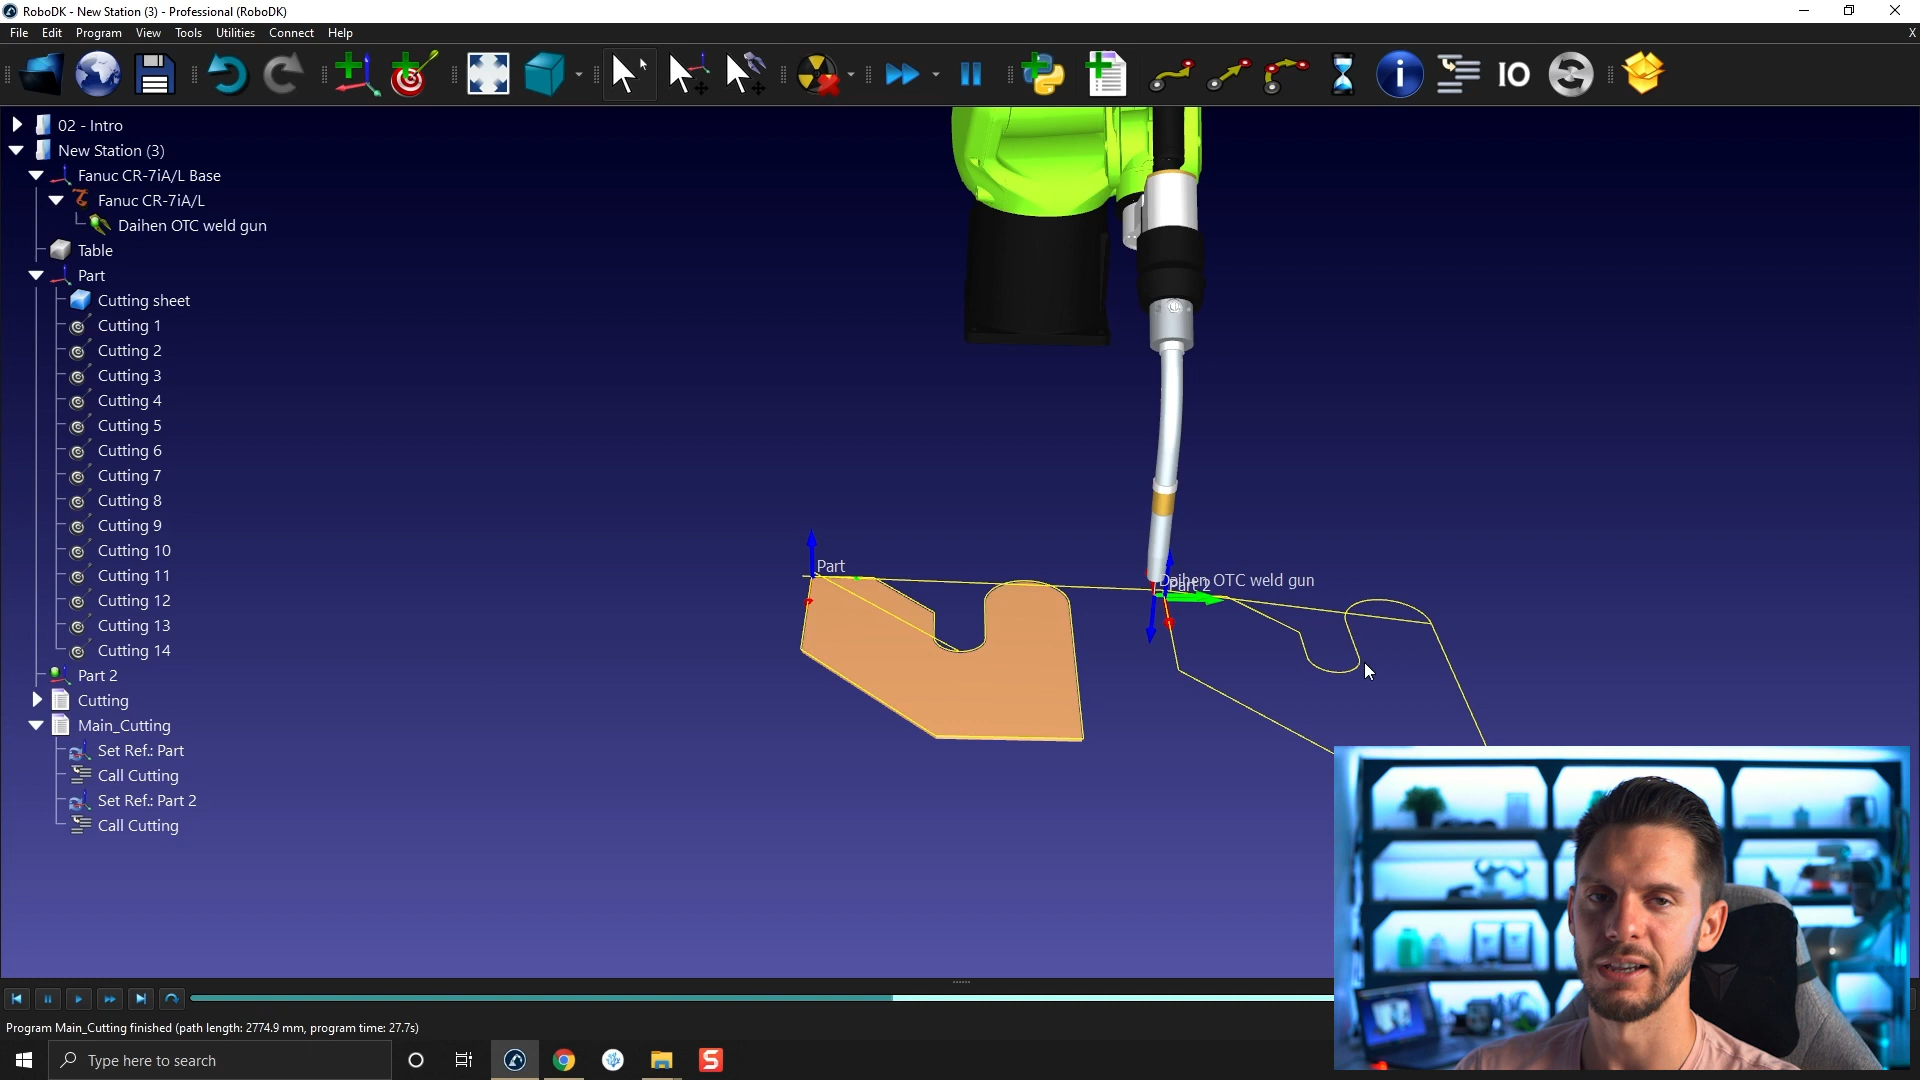 RoboDK - New Station (3) - Professional (RoboDK)
File Edit Program View Tools Utilities Connect Help
X
IO
02 - Intro
New Station (3)
Fanuc CR-7iA/L Base
Fanuc CR-7iA/L
Daihen OTC weld gun
Table
Part
Cutting sheet
Cutting 1
Cutting 2
Cutting 3
Cutting 4
Cutting 5
Cutting 6
Cutting 7
Cutting 8
Cutting 9
Cutting 10
Cutting 11
Cutting 12
Cutting 13
Cutting 14
Part 2
Cutting
Main_Cutting
Set Ref.: Part
Call Cutting
Set Ref.: Part 2
Call Cutting
Part
Daihen OTC weld gun
Part 2
Program Main_Cutting finished (path length: 2774.9 mm, program time: 27.7s)
Type here to search
S